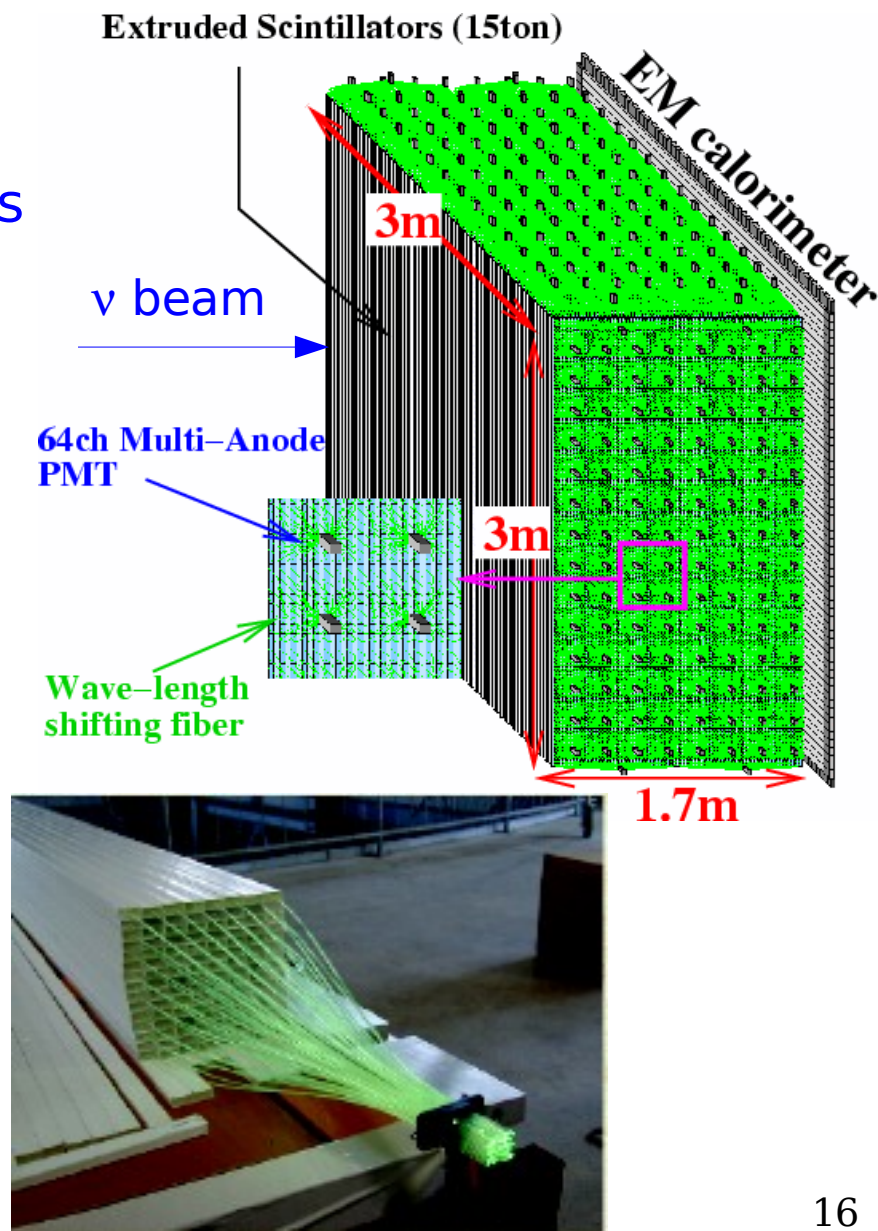 Extruded Scintillators (15ton)
EM calorimeter
s
3m
ν beam
64ch Multi−Anode
PMT
3m
Wave−length
shifting fiber
1.7m
16